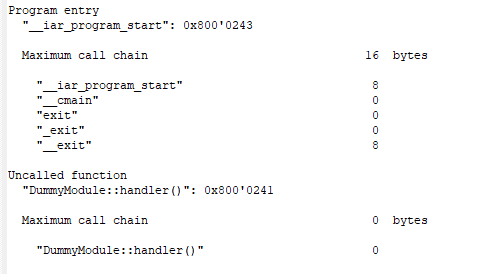 Program entry
"__iar_program_start": 0x800'0243
Maximum call chain 16 bytes
"__iar_program_start" 8
"__cmain" 0
"exit" 0
"_exit" 0
"__exit" 8
Uncalled function
"DummyModule::handler()": 0x800'0241
Maximum call chain 0 bytes
"DummyModule::handler()" 0